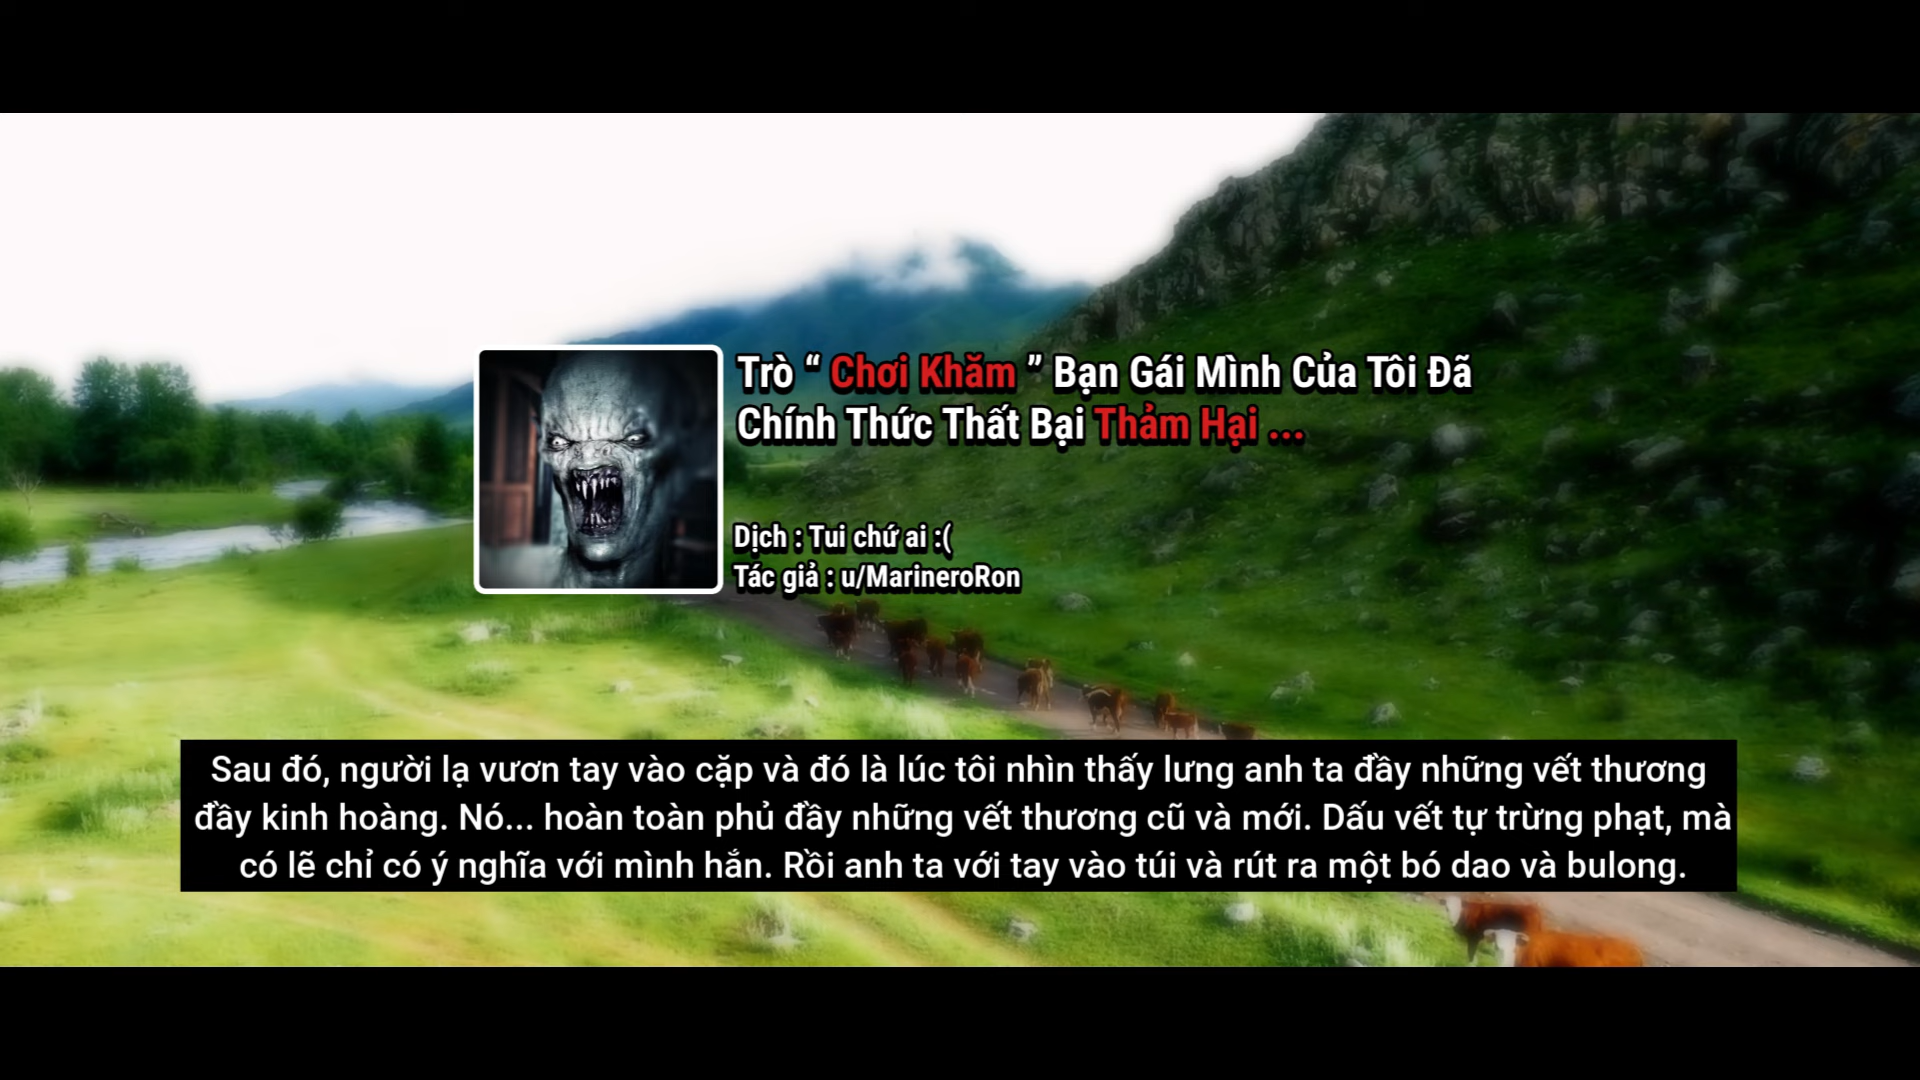 Trò “ Chơi Khăm ” Bạn Gái Mình Của Tôi Đã
Chính Thức Thất Bại Thảm Hại ...
Dịch : Tui chứ ai :(
Tác giả : u/MarineroRon
Sau đó, người lạ vươn tay vào cặp và đó là lúc tôi nhìn thấy lưng anh ta đầy những vết thương
đầy kinh hoàng. Nó... hoàn toàn phủ đầy những vết thương cũ và mới. Dấu vết tự trừng phạt, mà
có lẽ chỉ có ý nghĩa với mình hắn. Rồi anh ta với tay vào túi và rút ra một bó dao và bulong.